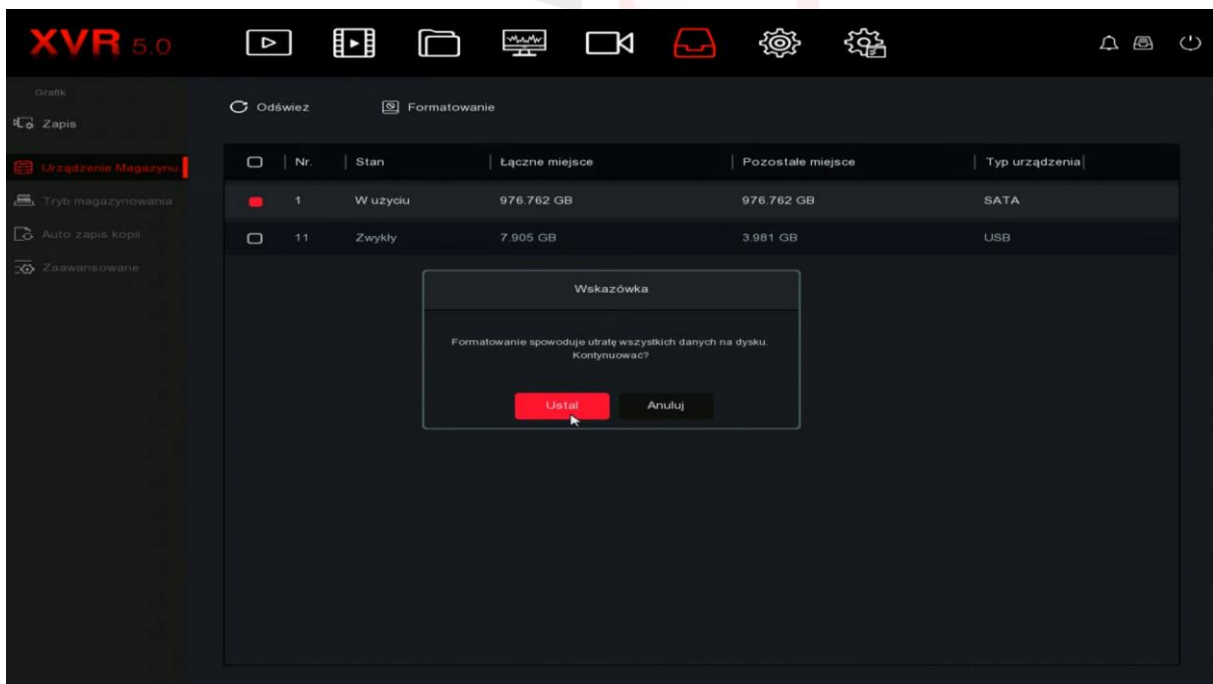 XVR 5.0
Grafik
Zapis
Urządzenie Magazynu
Tryb magazynowania
Auto zapis kopii
Zaawansowane
Odśwież
Formatowanie
Nr. Stan Łączne miejsce Pozostałe miejsce Typ urządzenia
1 W użyciu 976.762 GB 976.762 GB SATA
11 Zwykły 7.905 GB 3.981 GB USB
Wskazówka
Formatowanie spowoduje utratę wszystkich danych na dysku.
Kontynuować?
Ustal Anuluj